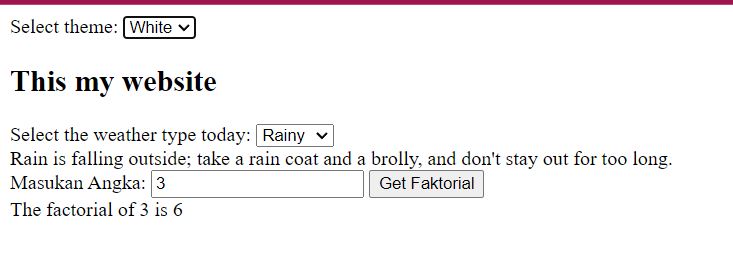 Select theme: White
This my website
Select the weather type today: Rainy
Rain is falling outside; take a rain coat and a brolly, and don't stay out for too long.
Masukan Angka: 3 Get Faktorial
The factorial of 3 is 6